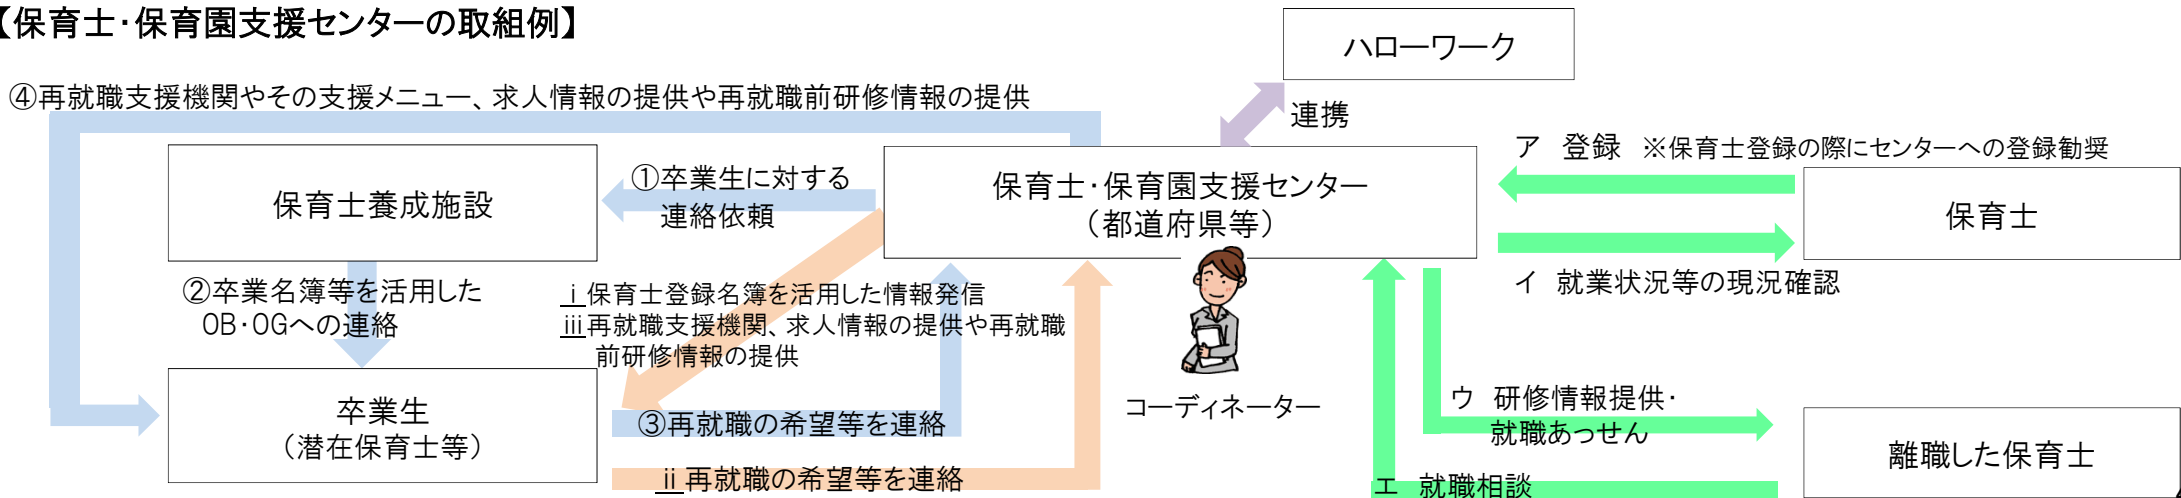 【保育士・保育園支援センターの取組例】
ハローワーク
④再就職支援機関やその支援メニュー、求人情報の提供や再就職前研修情報の提供
連携
ア 登録 ※保育士登録の際にセンターへの登録勧奨
保育士養成施設
①卒業生に対する
連絡依頼
保育士・保育園支援センター
（都道府県等）
保育士
イ 就業状況等の現況確認
②卒業名簿等を活用した
OB・OGへの連絡
ⅰ保育士登録名簿を活用した情報発信
ⅲ再就職支援機関、求人情報の提供や再就職
前研修情報の提供
コーディネーター
卒業生
（潜在保育士等）
③再就職の希望等を連絡
ⅱ再就職の希望等を連絡
ウ 研修情報提供・
就職あっせん
離職した保育士
エ 就職相談